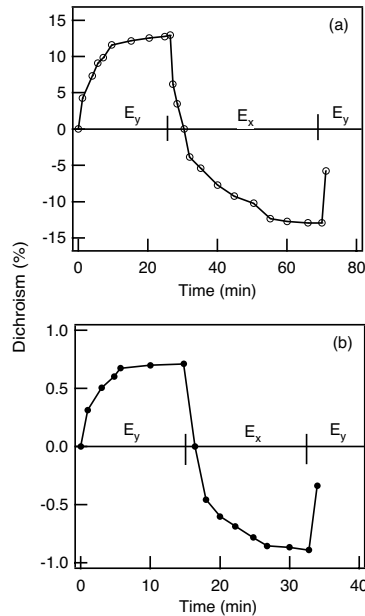 Dichroism (%)
(a)
15
10
5
0
-5
-10
-15
E_y E_x E_y
0 20 40 60 80
Time (min)
(b)
1.0
0.5
0.0
-0.5
-1.0
E_y E_x E_y
0 10 20 30 40
Time (min)